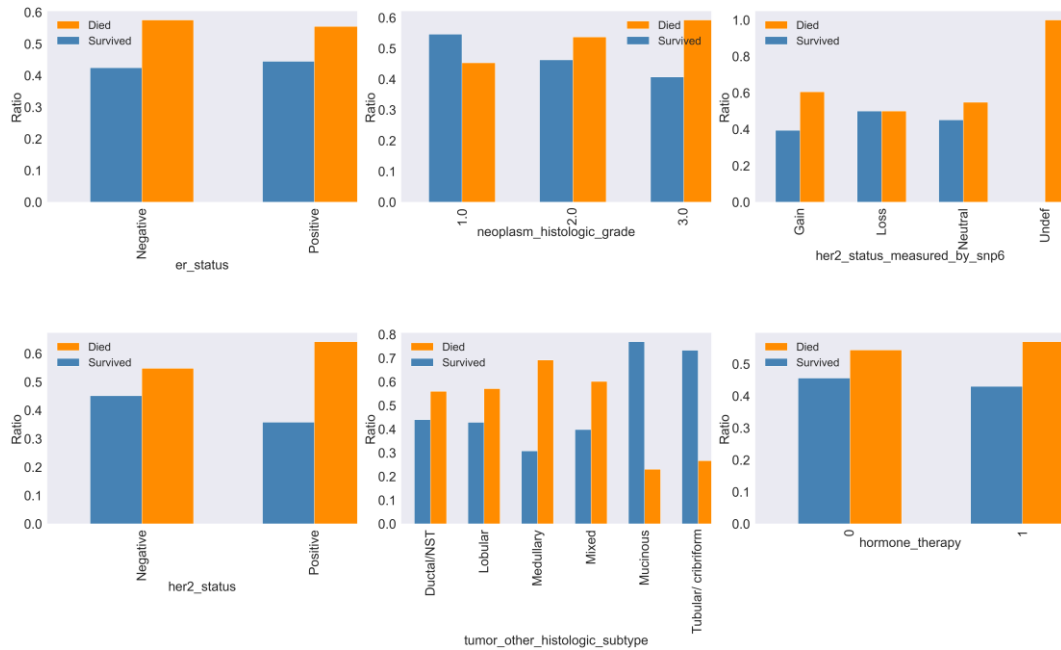 Died
Survived
Ratio
0.6
0.5
0.4
0.3
0.2
0.1
0.0
Negative
Positive
er_status
Died
Survived
Ratio
0.6
0.5
0.4
0.3
0.2
0.1
0.0
1.0
2.0
3.0
neoplasm_histologic_grade
Died
Survived
Ratio
1.0
0.8
0.6
0.4
0.2
0.0
Gain
Loss
Neutral
Undef
her2_status_measured_by_snp6
Died
Survived
Ratio
0.6
0.5
0.4
0.3
0.2
0.1
0.0
Negative
Positive
her2_status
Died
Survived
Ratio
0.8
0.7
0.6
0.5
0.4
0.3
0.2
0.1
0.0
Ductal/NST
Lobular
Medullary
Mixed
Mucinous
Tubular/ cribriform
tumor_other_histologic_subtype
Died
Survived
Ratio
0.5
0.4
0.3
0.2
0.1
0.0
0
1
hormone_therapy